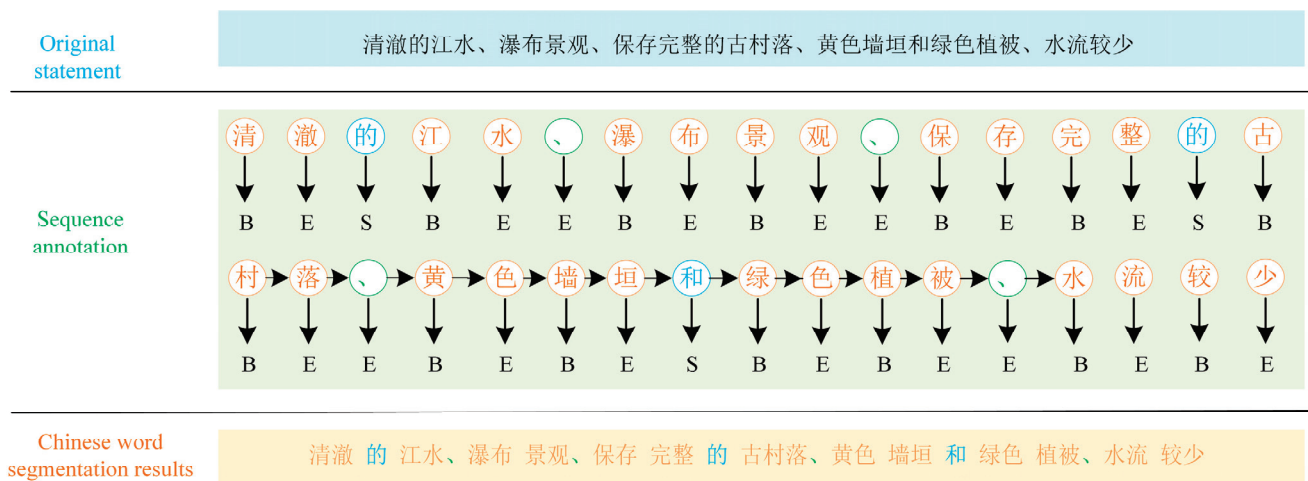 Original
statement
清澈的江水、瀑布景观、保存完整的古村落、黄色墙垣和绿色植被、水流较少
Sequence
annotation
清 澈 的 江 水 、 瀑 布 景 观 、 保 存 完 整 的 古
B E S B E E B E B E E B E B E S B
村 落 、 黄 色 墙 垣 和 绿 色 植 被 、 水 流 较 少
B E E B E B E S B E B E E B E B E
Chinese word
segmentation results
清澈 的 江水、瀑布 景观、保存 完整 的 古村落、黄色 墙垣 和 绿色 植被、水流 较少